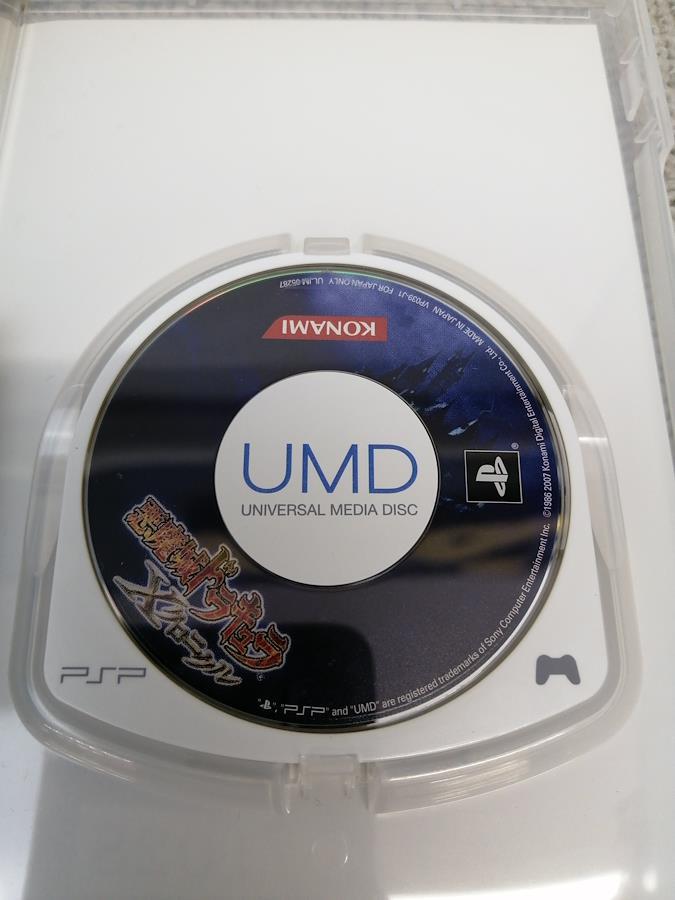 KONAMI
FOR JAPAN ONLY ULJM-05287
MADE IN JAPAN VP039-J1
©1986 2007 Konami Digital Entertainment Co., Ltd.
UMD
UNIVERSAL MEDIA DISC
®
悪魔城ドラキュラ
Xクロニクル
PSP
" ", "PSP" and "UMD" are registered trademarks of Sony Computer Entertainment Inc.